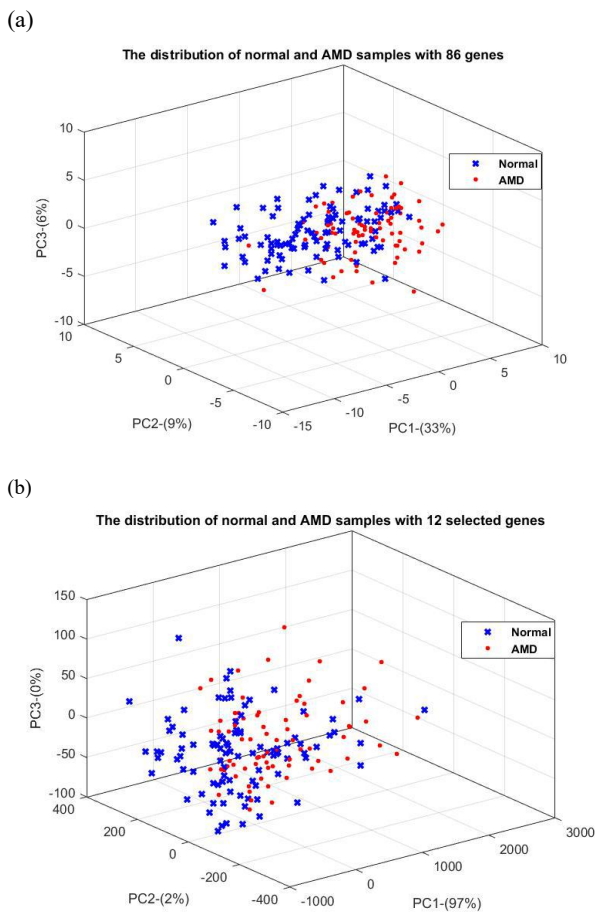 (a)
The distribution of normal and AMD samples with 86 genes
10
5
0
-5
-10
PC3-(6%)
Normal
AMD
10
5
0
-5
-10
PC2-(9%)
-15
-10
-5
0
5
10
PC1-(33%)
(b)
The distribution of normal and AMD samples with 12 selected genes
150
100
50
0
-50
-100
PC3-(0%)
Normal
AMD
400
200
0
-200
-400
PC2-(2%)
-1000
0
1000
2000
3000
PC1-(97%)